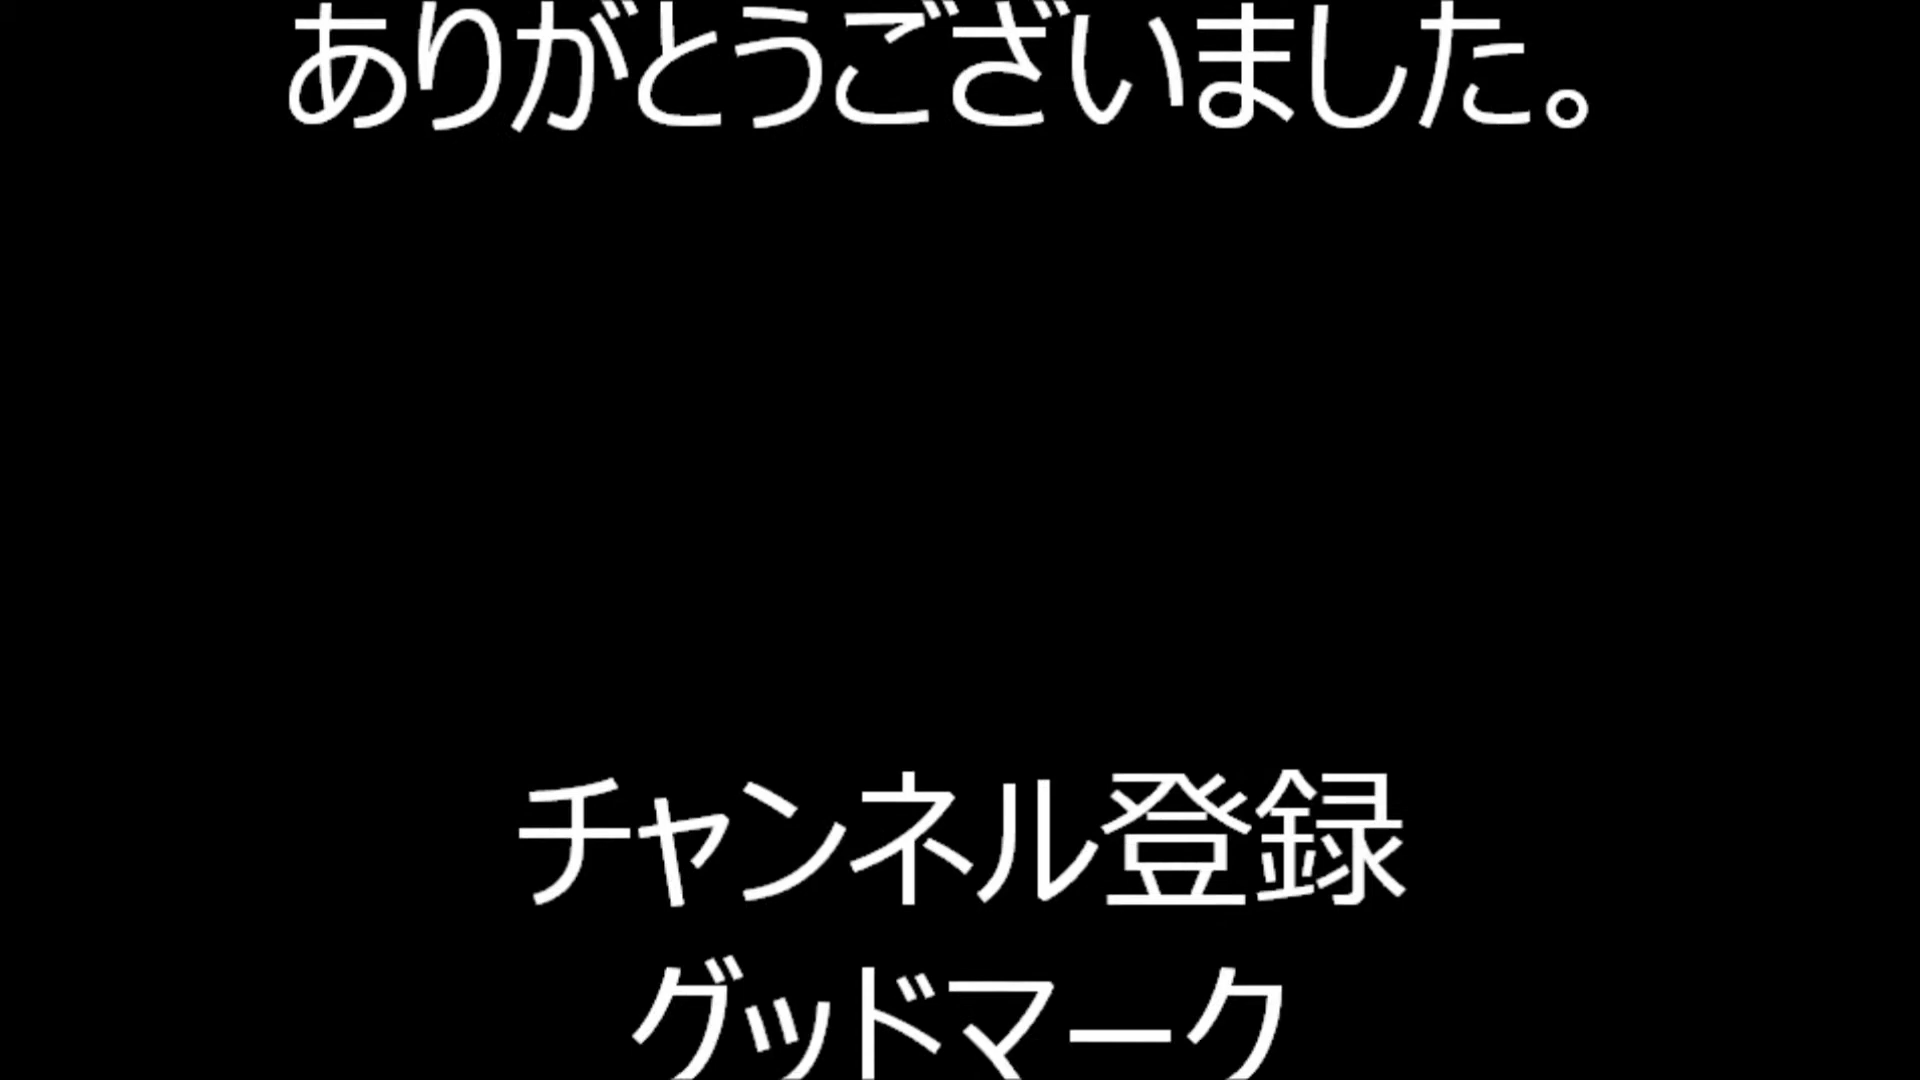 ありがとうございました。
チャンネル登録
グッドマーク